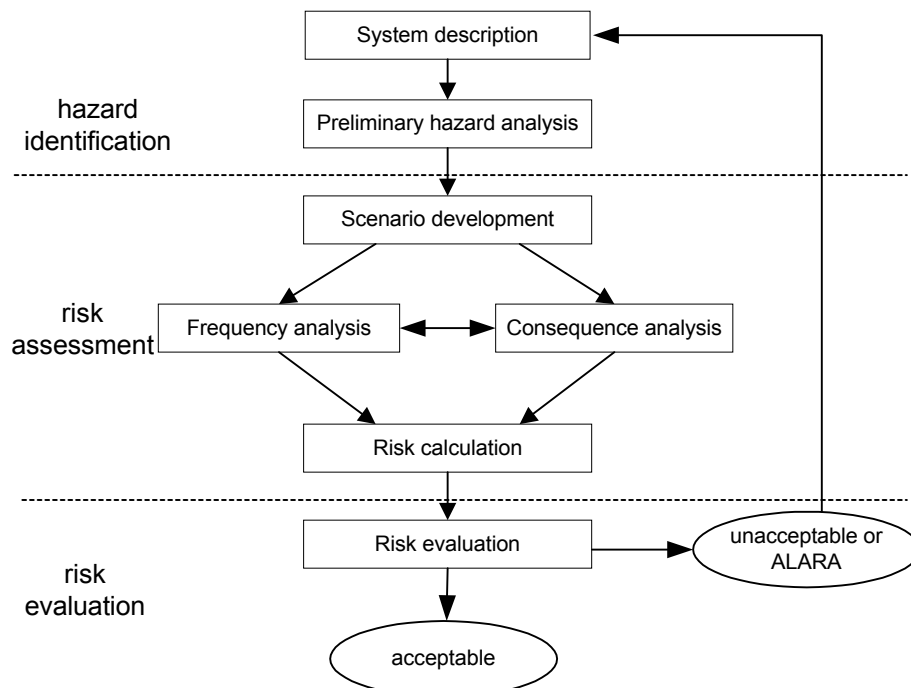 System description
hazard
identification
Preliminary hazard analysis
Scenario development
risk
assessment
Frequency analysis
Consequence analysis
Risk calculation
risk
evaluation
Risk evaluation
unacceptable or
ALARA
acceptable